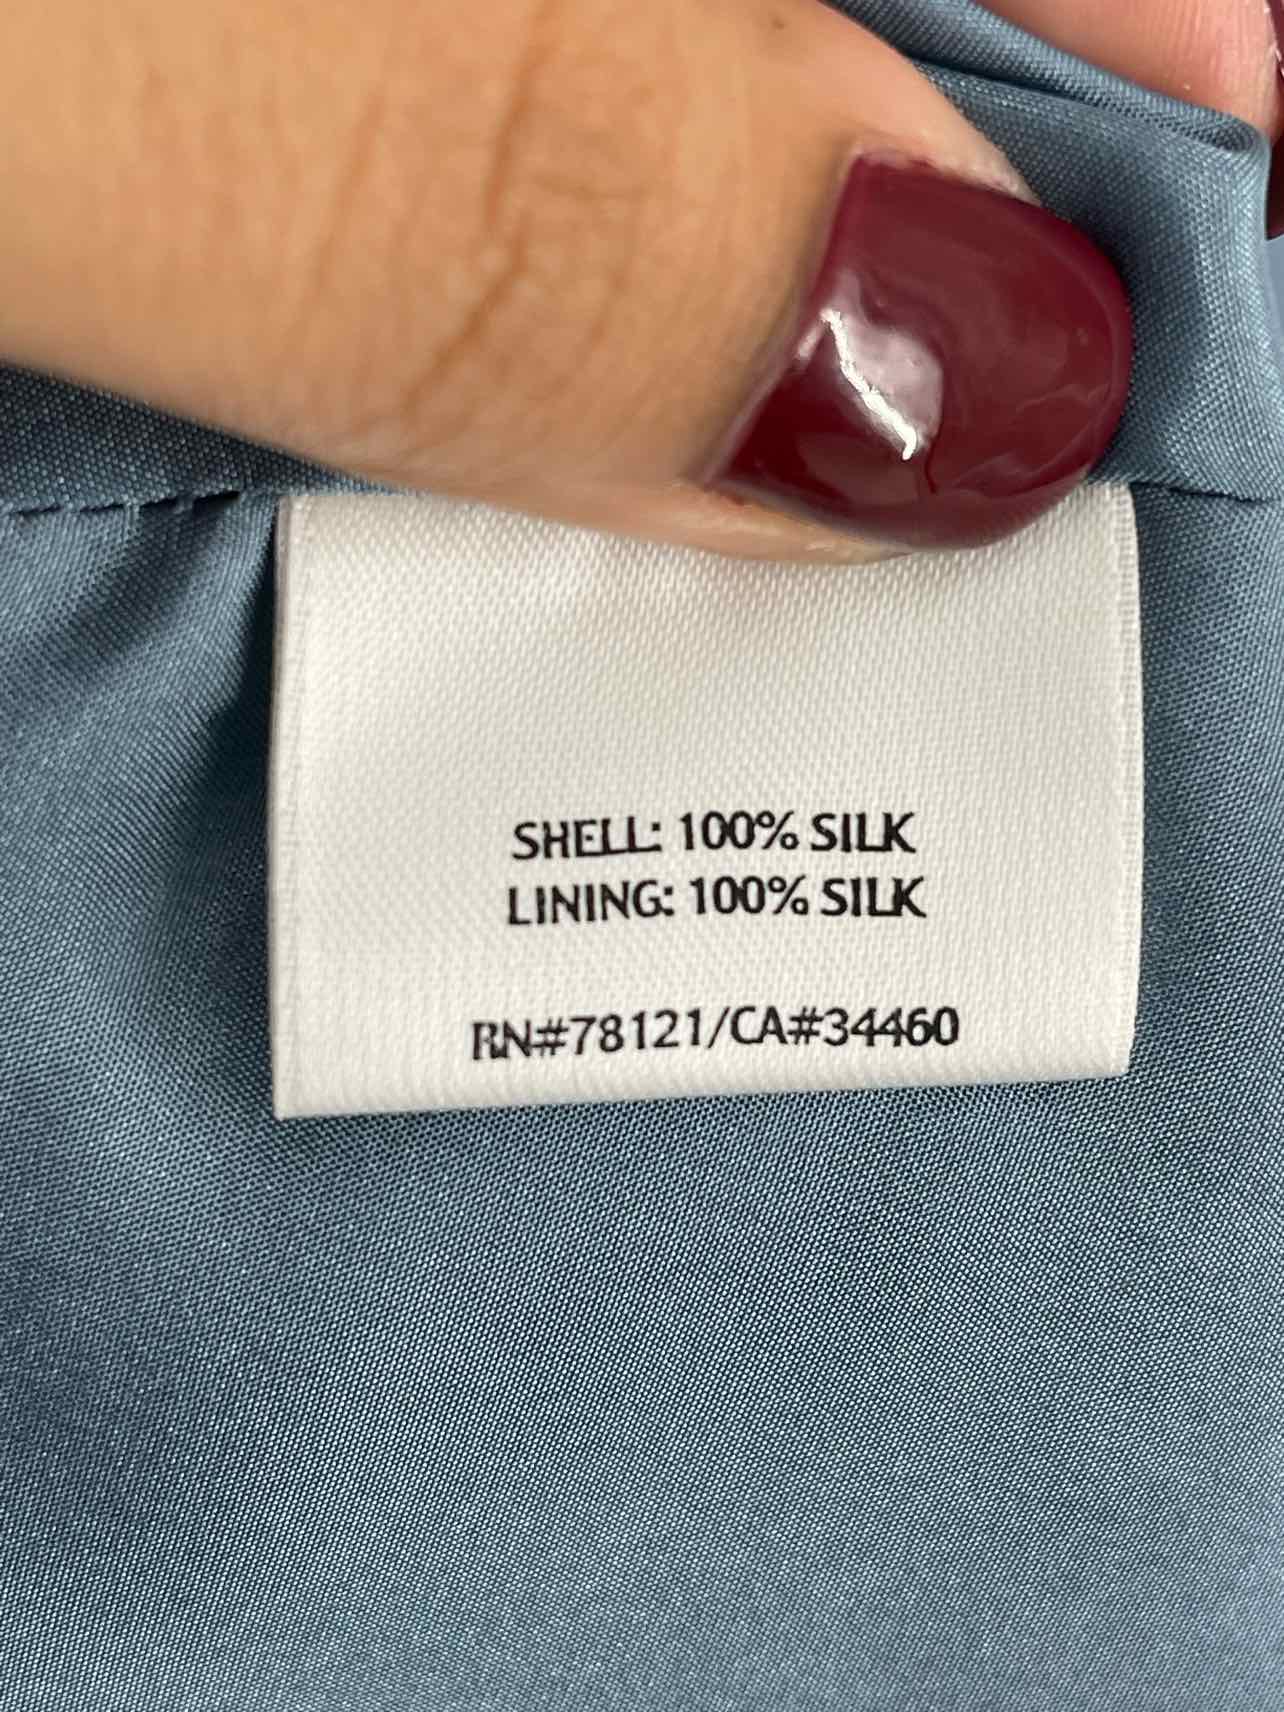 SHELL: 100% SILK
LINING: 100% SILK
RN#78121/CA#34460